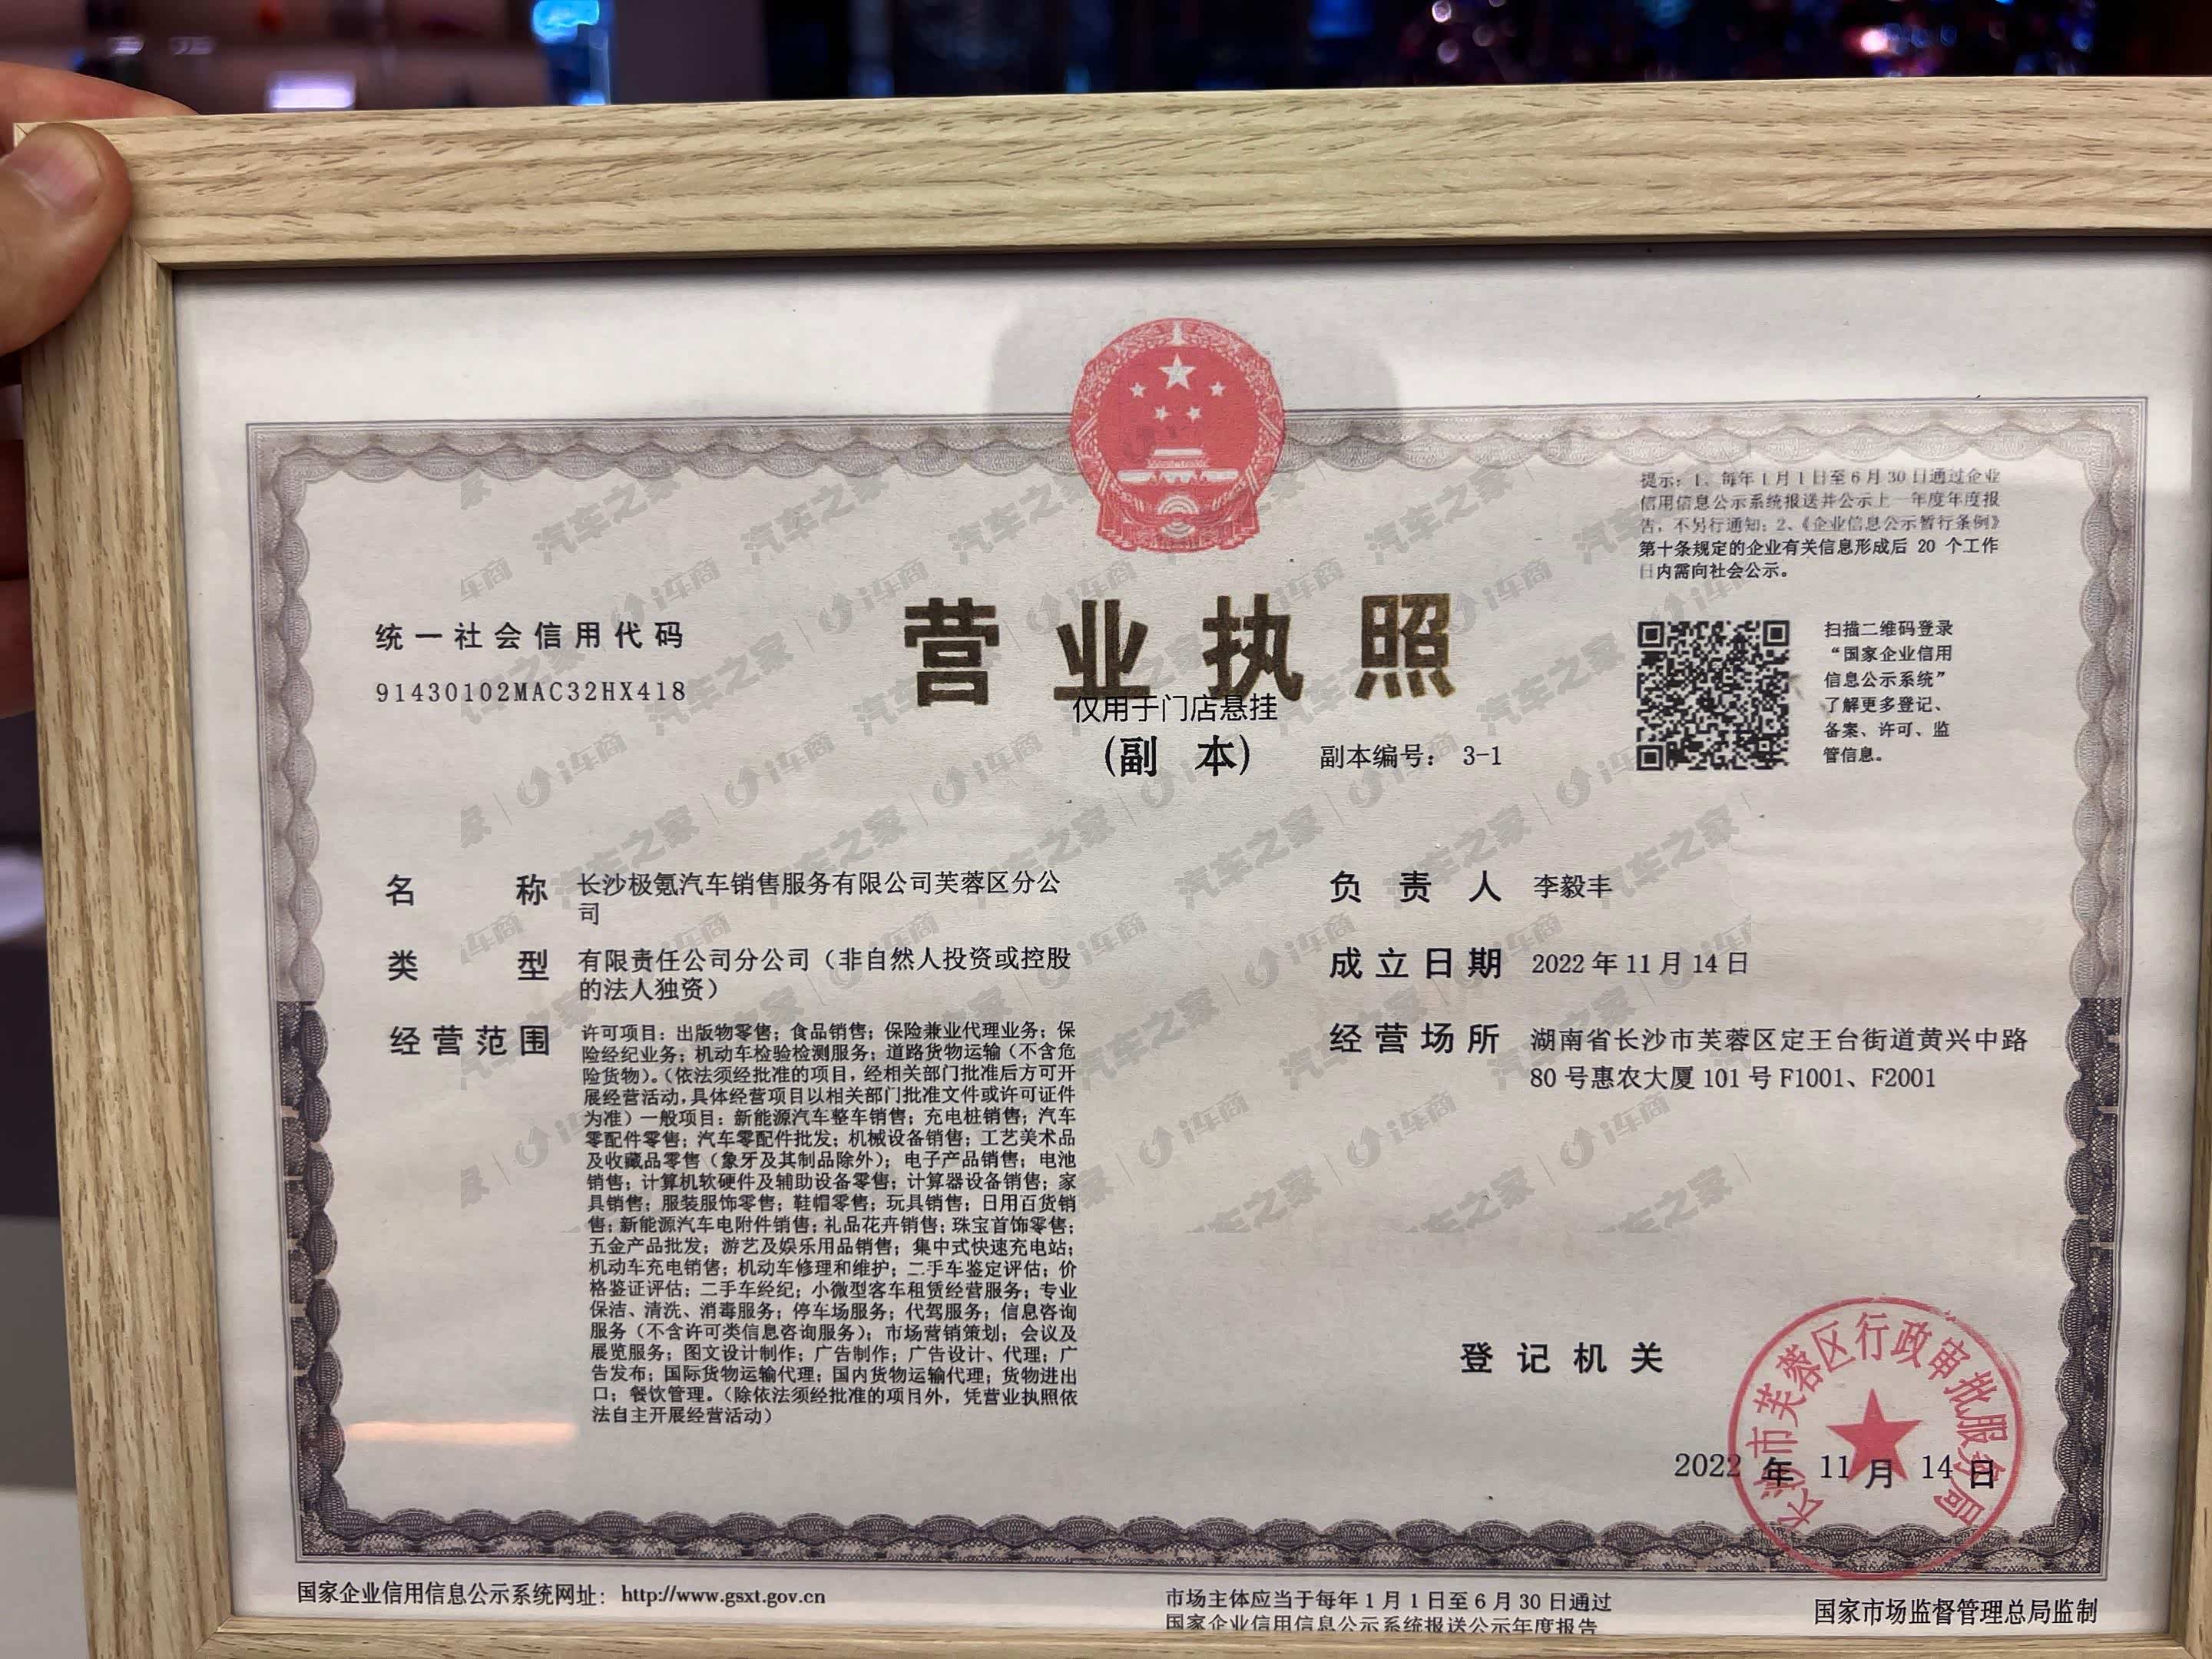 提示：1、每年1月1日至6月30日通过企业
信用信息公示系统报送并公示上一年度年度报
告，不另行通知；2、《企业信息公示暂行条例》
第十条规定的企业有关信息形成后 20 个工作
日内需向社会公示。
统一社会信用代码
91430102MAC32HX418
营业执照
仅用于门店悬挂
(副 本)
副本编号： 3-1
扫描二维码登录
“国家企业信用
信息公示系统”
了解更多登记、
备案、许可、监
管信息。
名 称 长沙极氪汽车销售服务有限公司芙蓉区分公
司
类 型 有限责任公司分公司（非自然人投资或控股
的法人独资）
经营范围 许可项目：出版物零售；食品销售；保险兼业代理业务；保
险经纪业务；机动车检验检测服务；道路货物运输（不含危
险货物）。（依法须经批准的项目，经相关部门批准后方可开
展经营活动，具体经营项目以相关部门批准文件或许可证件
为准）一般项目：新能源汽车整车销售；充电桩销售；汽车
零配件零售；汽车零配件批发；机械设备销售；工艺美术品
及收藏品零售（象牙及其制品除外）；电子产品销售；电池
销售；计算机软硬件及辅助设备零售；计算器设备销售；家
具销售；服装服饰零售；鞋帽零售；玩具销售；日用百货销
售；新能源汽车电附件销售；礼品花卉销售；珠宝首饰零售；
五金产品批发；游艺及娱乐用品销售；集中式快速充电站；
机动车充电销售；机动车修理和维护；二手车鉴定评估；价
格鉴证评估；二手车经纪；小微型客车租赁经营服务；专业
保洁、清洗、消毒服务；停车场服务；代驾服务；信息咨询
服务（不含许可类信息咨询服务）；市场营销策划；会议及
展览服务；图文设计制作；广告制作；广告设计、代理；广
告发布；国际货物运输代理；国内货物运输代理；货物进出
口；餐饮管理。（除依法须经批准的项目外，凭营业执照依
法自主开展经营活动）
负 责 人 李毅丰
成立日期 2022年11月14日
经营场所 湖南省长沙市芙蓉区定王台街道黄兴中路
80号惠农大厦101号F1001、F2001
登记机关
长沙市芙蓉区行政审批服务局
2022 年 11 月 14 日
国家企业信用信息公示系统网址： http://www.gsxt.gov.cn
市场主体应当于每年1月1日至6月30日通过
国家企业信用信息公示系统报送公示年度报告
国家市场监督管理总局监制
汽车之家 | i车商